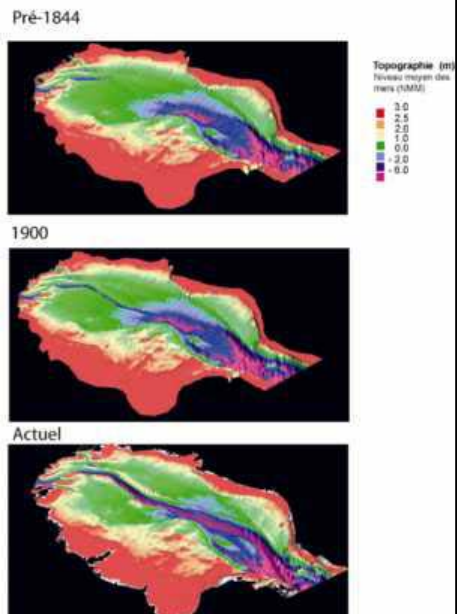 Pré-1844
Topographie (m)
Niveau moyen des
mers (NMM)
3.0
2.5
2.0
1.0
0.0
- 3.0
- 6.0
1900
Actuel